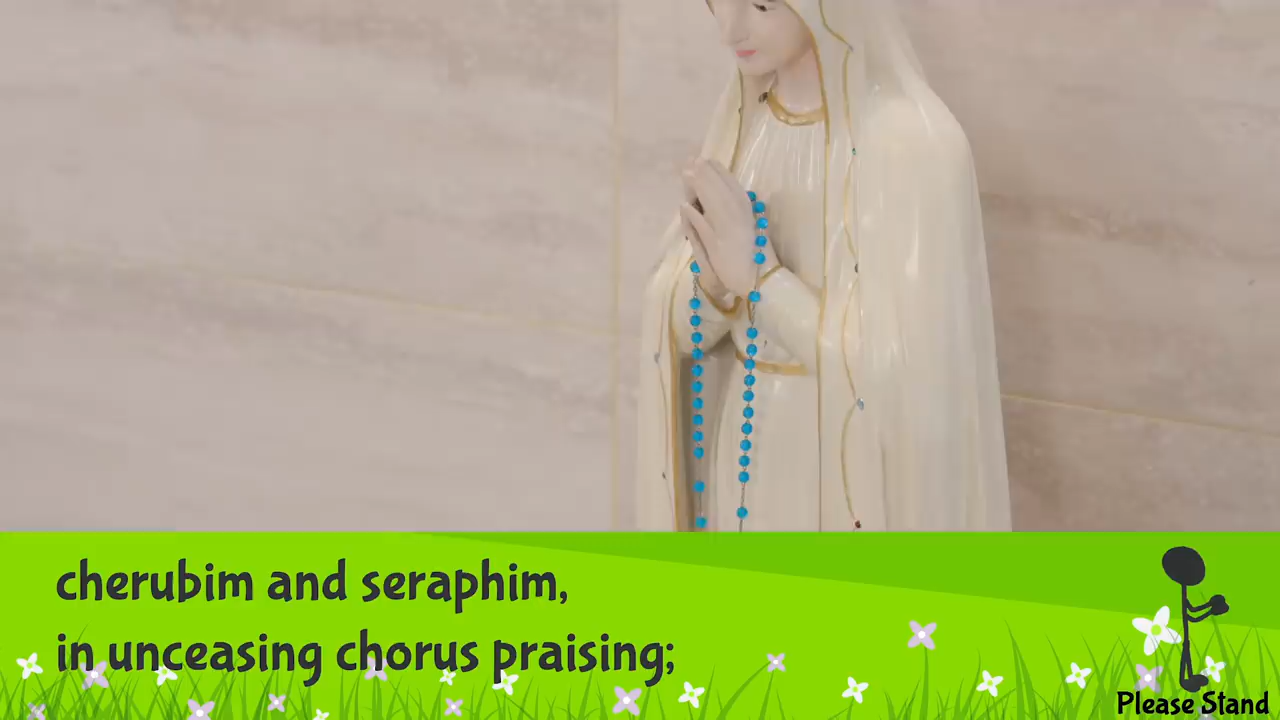 cherubim and seraphim,
in unceasing chorus praising;
Please Stand